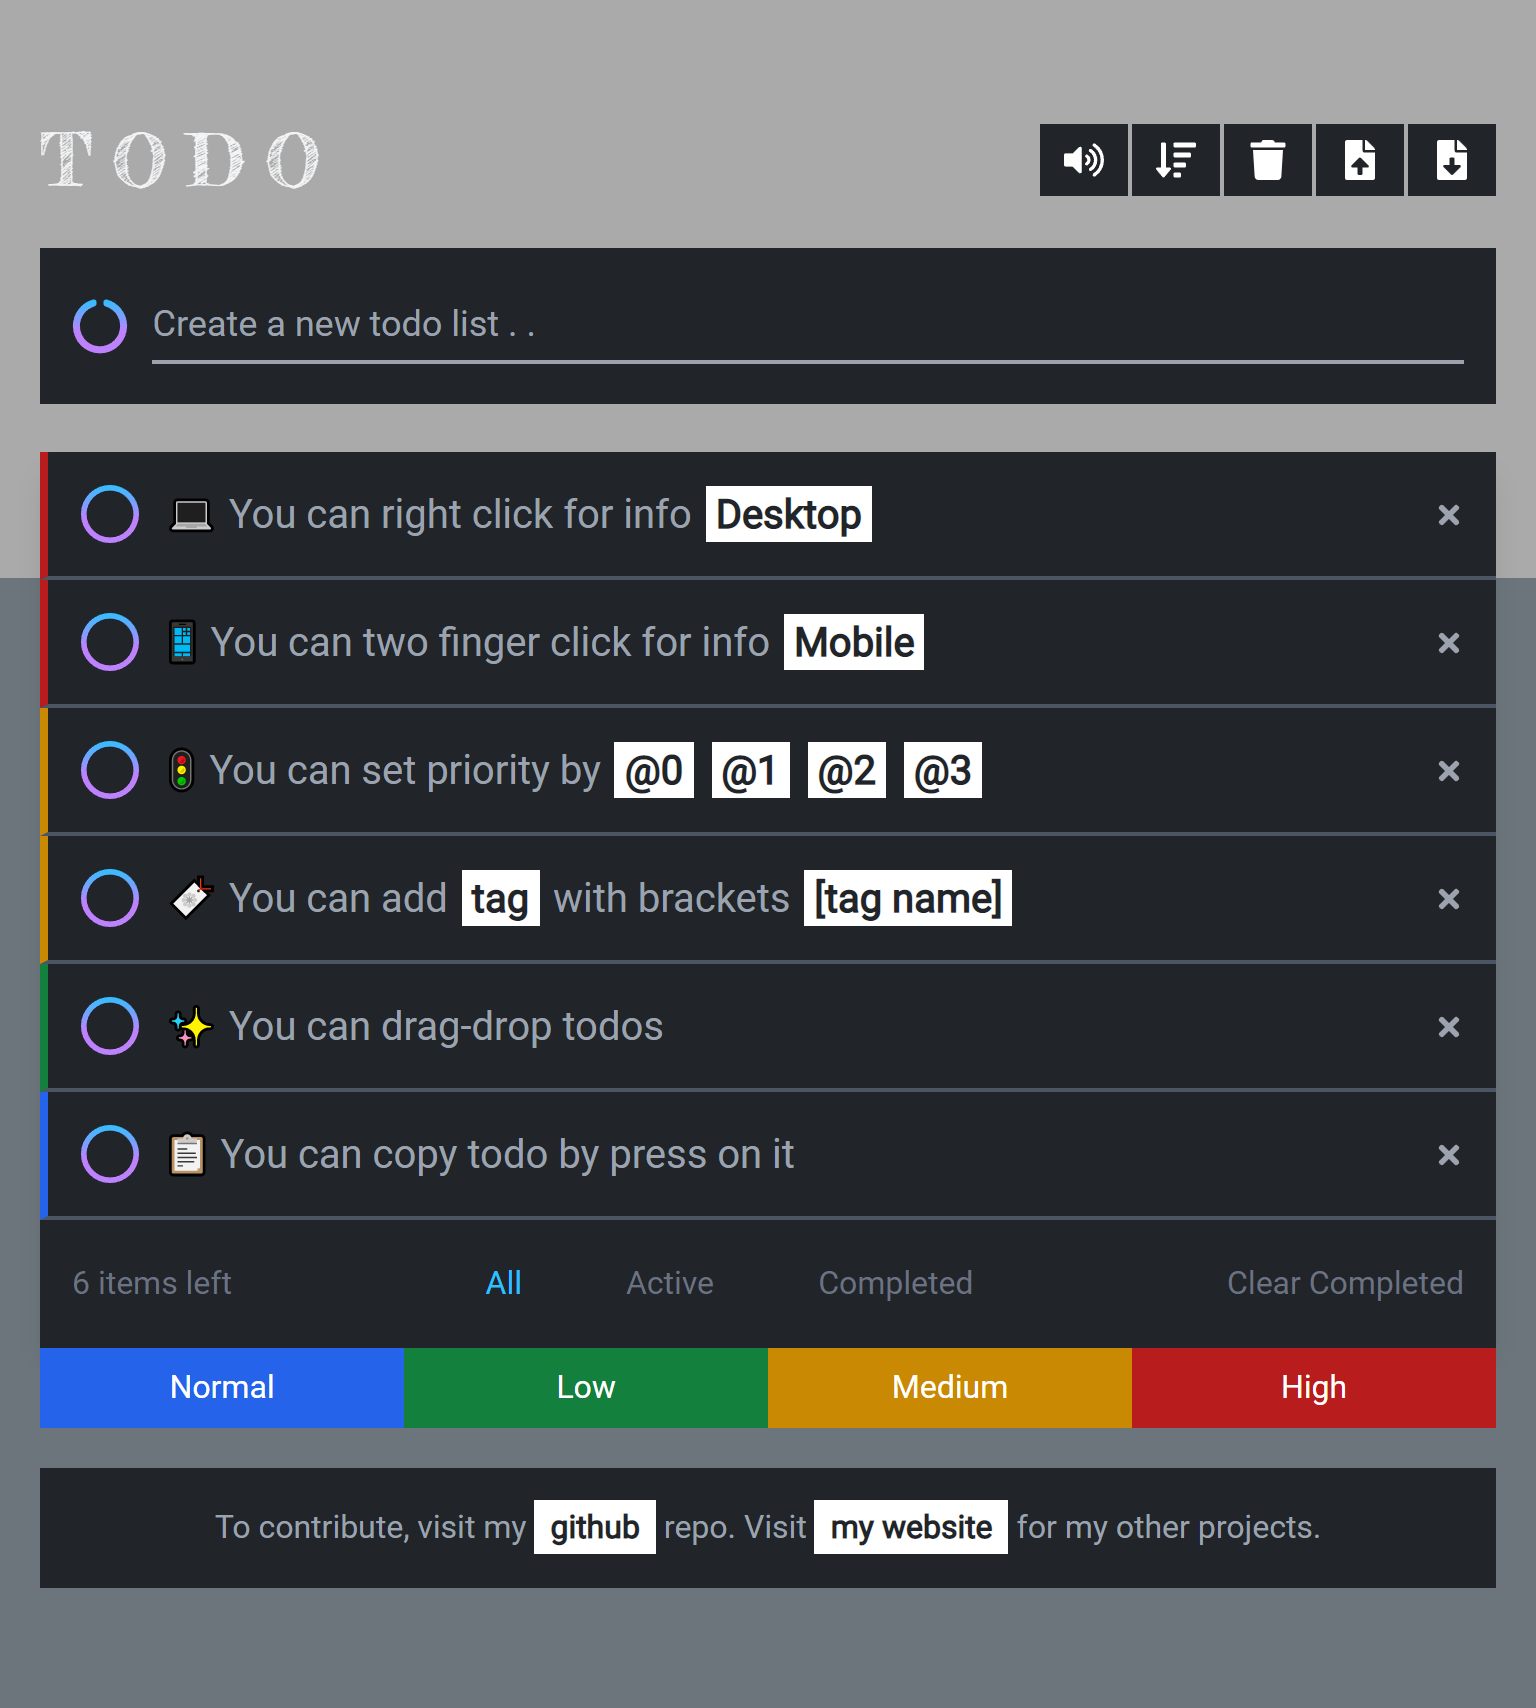 TODO
Create a new todo list . .
You can right click for info Desktop
You can two finger click for info Mobile
You can set priority by @0 @1 @2 @3
You can add tag with brackets [tag name]
You can drag-drop todos
You can copy todo by press on it
6 items left All Active Completed Clear Completed
Normal Low Medium High
To contribute, visit my github repo. Visit my website for my other projects.